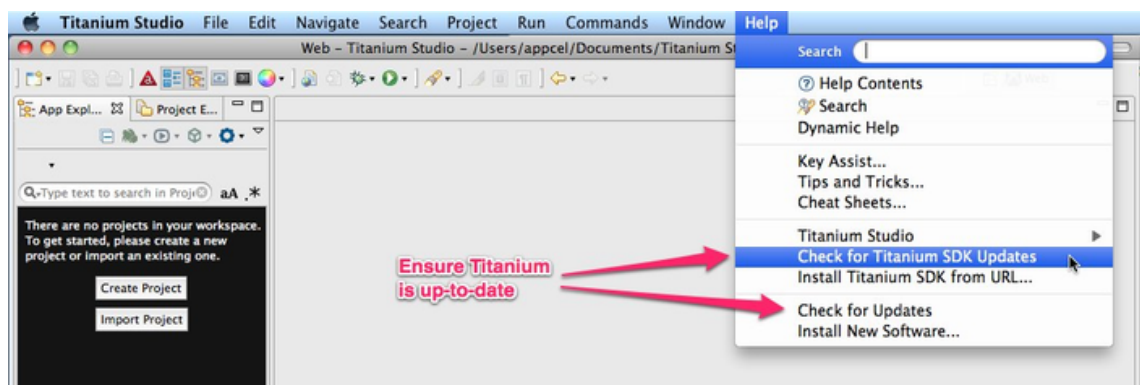 Titanium Studio File Edit Navigate Search Project Run Commands Window Help
Web – Titanium Studio – /Users/appcel/Documents/Titanium St
Search
App Expl... Project E...
Help Contents
Search
Dynamic Help
Key Assist...
Tips and Tricks...
Cheat Sheets...
Type text to search in Proj aA .*
There are no projects in your workspace.
To get started, please create a new
project or import an existing one.
Create Project
Import Project
Titanium Studio
Check for Titanium SDK Updates
Install Titanium SDK from URL...
Check for Updates
Install New Software...
Ensure Titanium
is up-to-date